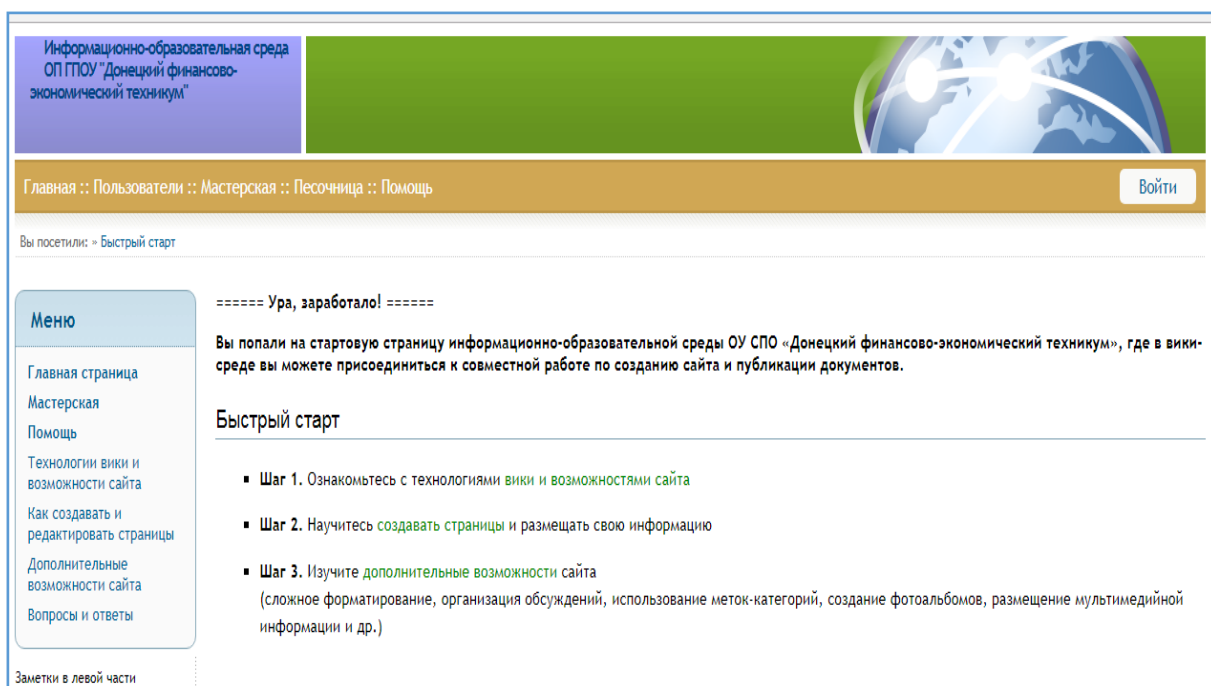 Информационно-образовательная среда
ОП ГПОУ "Донецкий финансово-
экономический техникум"
Главная :: Пользователи :: Мастерская :: Песочница :: Помощь
Войти
Вы посетили: » Быстрый старт
Меню
Главная страница
Мастерская
Помощь
Технологии вики и
возможности сайта
Как создавать и
редактировать страницы
Дополнительные
возможности сайта
Вопросы и ответы
Заметки в левой части
====== Ура, заработало! ======
Вы попали на стартовую страницу информационно-образовательной среды ОУ СПО «Донецкий финансово-экономический техникум», где в вики-
среде вы можете присоединиться к совместной работе по созданию сайта и публикации документов.
Быстрый старт
▪ Шаг 1. Ознакомьтесь с технологиями вики и возможностями сайта
▪ Шаг 2. Научитесь создавать страницы и размещать свою информацию
▪ Шаг 3. Изучите дополнительные возможности сайта
(сложное форматирование, организация обсуждений, использование меток-категорий, создание фотоальбомов, размещение мультимедийной
информации и др.)